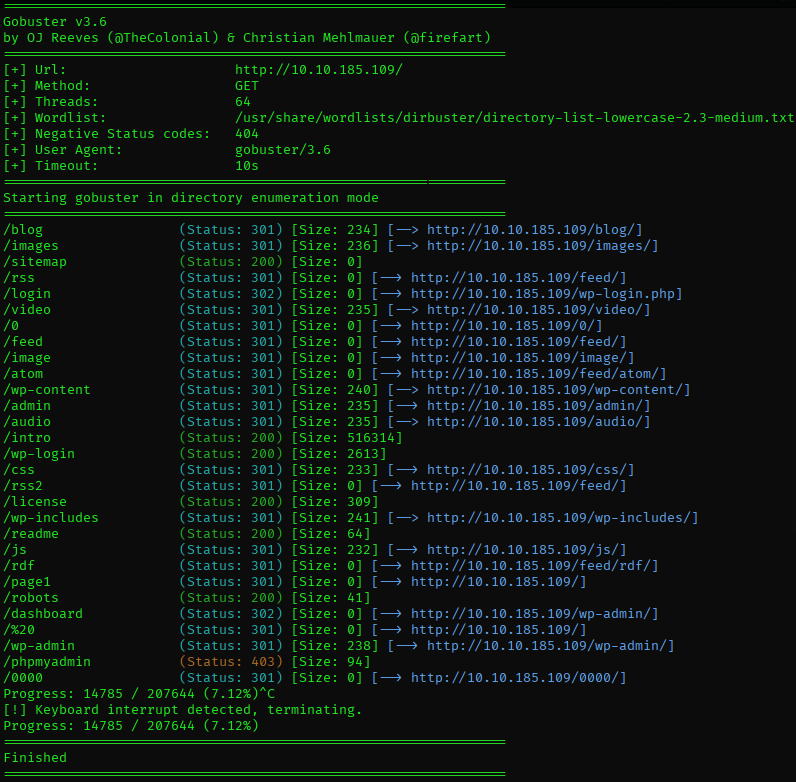 ===============================================================
Gobuster v3.6
by OJ Reeves (@TheColonial) & Christian Mehlmauer (@firefart)
===============================================================
[+] Url:                     http://10.10.185.109/
[+] Method:                  GET
[+] Threads:                 64
[+] Wordlist:                /usr/share/wordlists/dirbuster/directory-list-lowercase-2.3-medium.txt
[+] Negative Status codes:   404
[+] User Agent:              gobuster/3.6
[+] Timeout:                 10s
===============================================================
Starting gobuster in directory enumeration mode
===============================================================
/blog                 (Status: 301) [Size: 234] [--> http://10.10.185.109/blog/]
/images               (Status: 301) [Size: 236] [--> http://10.10.185.109/images/]
/sitemap              (Status: 200) [Size: 0]
/rss                  (Status: 301) [Size: 0] [--> http://10.10.185.109/feed/]
/login                (Status: 302) [Size: 0] [--> http://10.10.185.109/wp-login.php]
/video                (Status: 301) [Size: 235] [--> http://10.10.185.109/video/]
/0                    (Status: 301) [Size: 0] [--> http://10.10.185.109/0/]
/feed                 (Status: 301) [Size: 0] [--> http://10.10.185.109/feed/]
/image                (Status: 301) [Size: 0] [--> http://10.10.185.109/image/]
/atom                 (Status: 301) [Size: 0] [--> http://10.10.185.109/feed/atom/]
/wp-content           (Status: 301) [Size: 240] [--> http://10.10.185.109/wp-content/]
/admin                (Status: 301) [Size: 235] [--> http://10.10.185.109/admin/]
/audio                (Status: 301) [Size: 235] [--> http://10.10.185.109/audio/]
/intro                (Status: 200) [Size: 516314]
/wp-login             (Status: 200) [Size: 2613]
/css                  (Status: 301) [Size: 233] [--> http://10.10.185.109/css/]
/rss2                 (Status: 301) [Size: 0] [--> http://10.10.185.109/feed/]
/license              (Status: 200) [Size: 309]
/wp-includes          (Status: 301) [Size: 241] [--> http://10.10.185.109/wp-includes/]
/readme               (Status: 200) [Size: 64]
/js                   (Status: 301) [Size: 232] [--> http://10.10.185.109/js/]
/rdf                  (Status: 301) [Size: 0] [--> http://10.10.185.109/feed/rdf/]
/page1                (Status: 301) [Size: 0] [--> http://10.10.185.109/]
/robots               (Status: 200) [Size: 41]
/dashboard            (Status: 302) [Size: 0] [--> http://10.10.185.109/wp-admin/]
/%20                  (Status: 301) [Size: 0] [--> http://10.10.185.109/]
/wp-admin             (Status: 301) [Size: 238] [--> http://10.10.185.109/wp-admin/]
/phpmyadmin           (Status: 403) [Size: 94]
/0000                 (Status: 301) [Size: 0] [--> http://10.10.185.109/0000/]
Progress: 14785 / 207644 (7.12%)^C
[!] Keyboard interrupt detected, terminating.
Progress: 14785 / 207644 (7.12%)
===============================================================
Finished
===============================================================